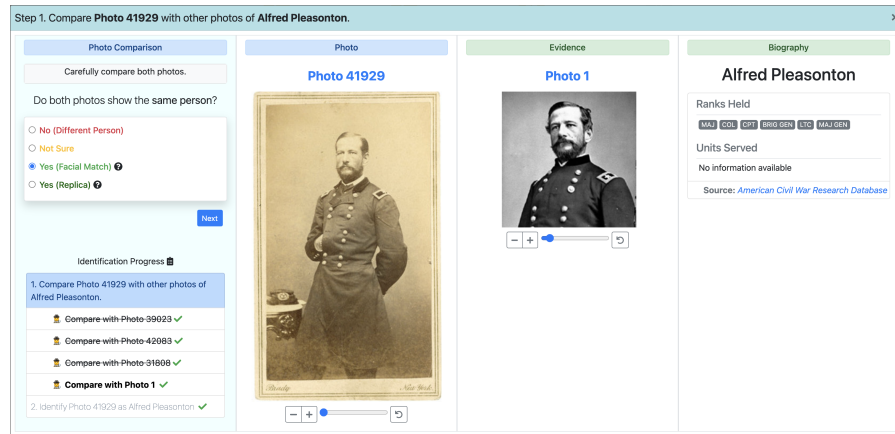 Step 1. Compare Photo 41929 with other photos of Alfred Pleasonton.
Photo Comparison
Carefully compare both photos.
Do both photos show the same person?
No (Different Person)
Not Sure
Yes (Facial Match)
Yes (Replica)
Next
Identification Progress
1. Compare Photo 41929 with other photos of
Alfred Pleasonton.
Compare with Photo 39023
Compare with Photo 42083
Compare with Photo 31808
Compare with Photo 1
2. Identify Photo 41929 as Alfred Pleasonton
Photo
Photo 41929
Brady
New York
Evidence
Photo 1
Biography
Alfred Pleasonton
Ranks Held
MAJ COL CPT BRIG GEN LTC MAJ GEN
Units Served
No information available
Source: American Civil War Research Database